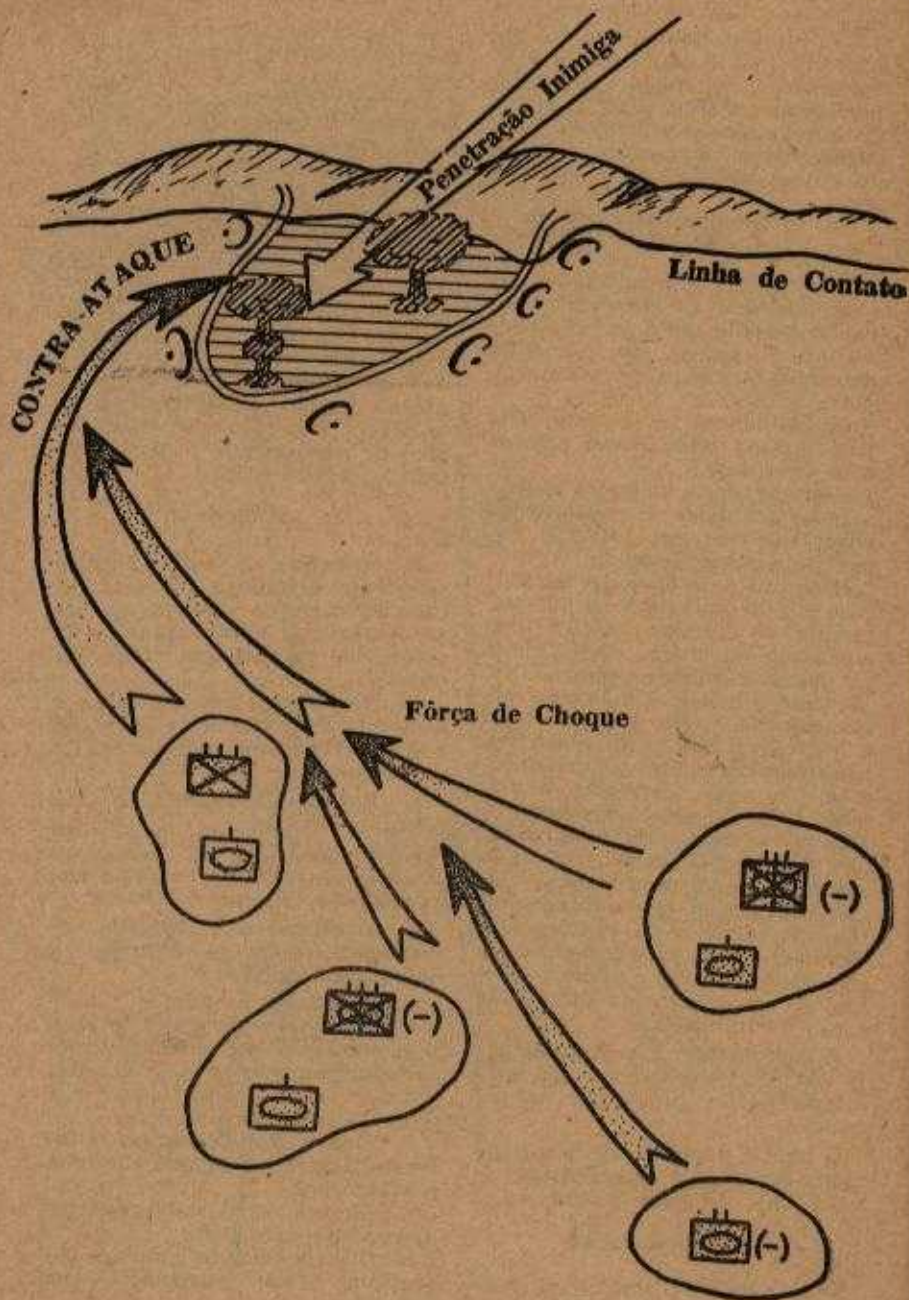 Penetração Inimiga
CONTRA-ATAQUE
Linha de Contato
Fôrça de Choque
(-)
(-)
(-)
(-)